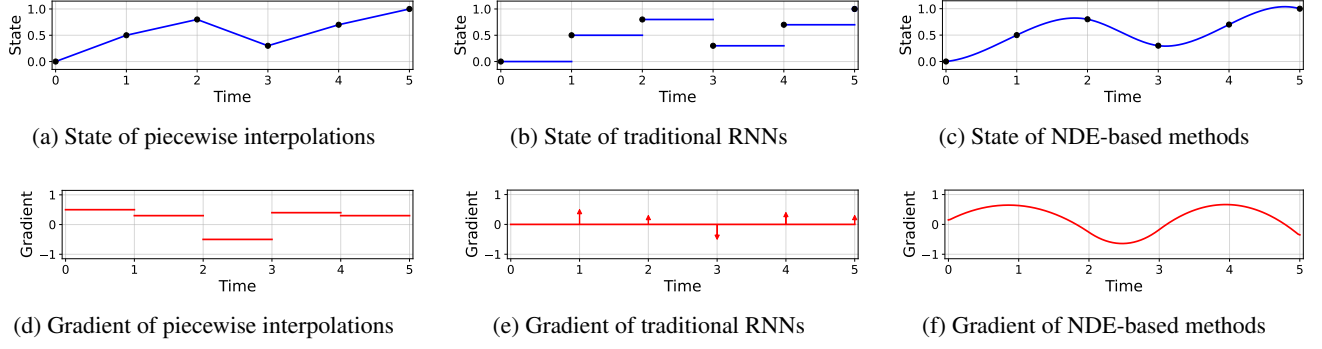 State
1.0
0.5
0.0
0 1 2 3 4 5
Time
(a) State of piecewise interpolations
State
1.0
0.5
0.0
0 1 2 3 4 5
Time
(b) State of traditional RNNs
State
1.0
0.5
0.0
0 1 2 3 4 5
Time
(c) State of NDE-based methods
Gradient
1
0
−1
0 1 2 3 4 5
Time
(d) Gradient of piecewise interpolations
Gradient
1
0
−1
0 1 2 3 4 5
Time
(e) Gradient of traditional RNNs
Gradient
1
0
−1
0 1 2 3 4 5
Time
(f) Gradient of NDE-based methods